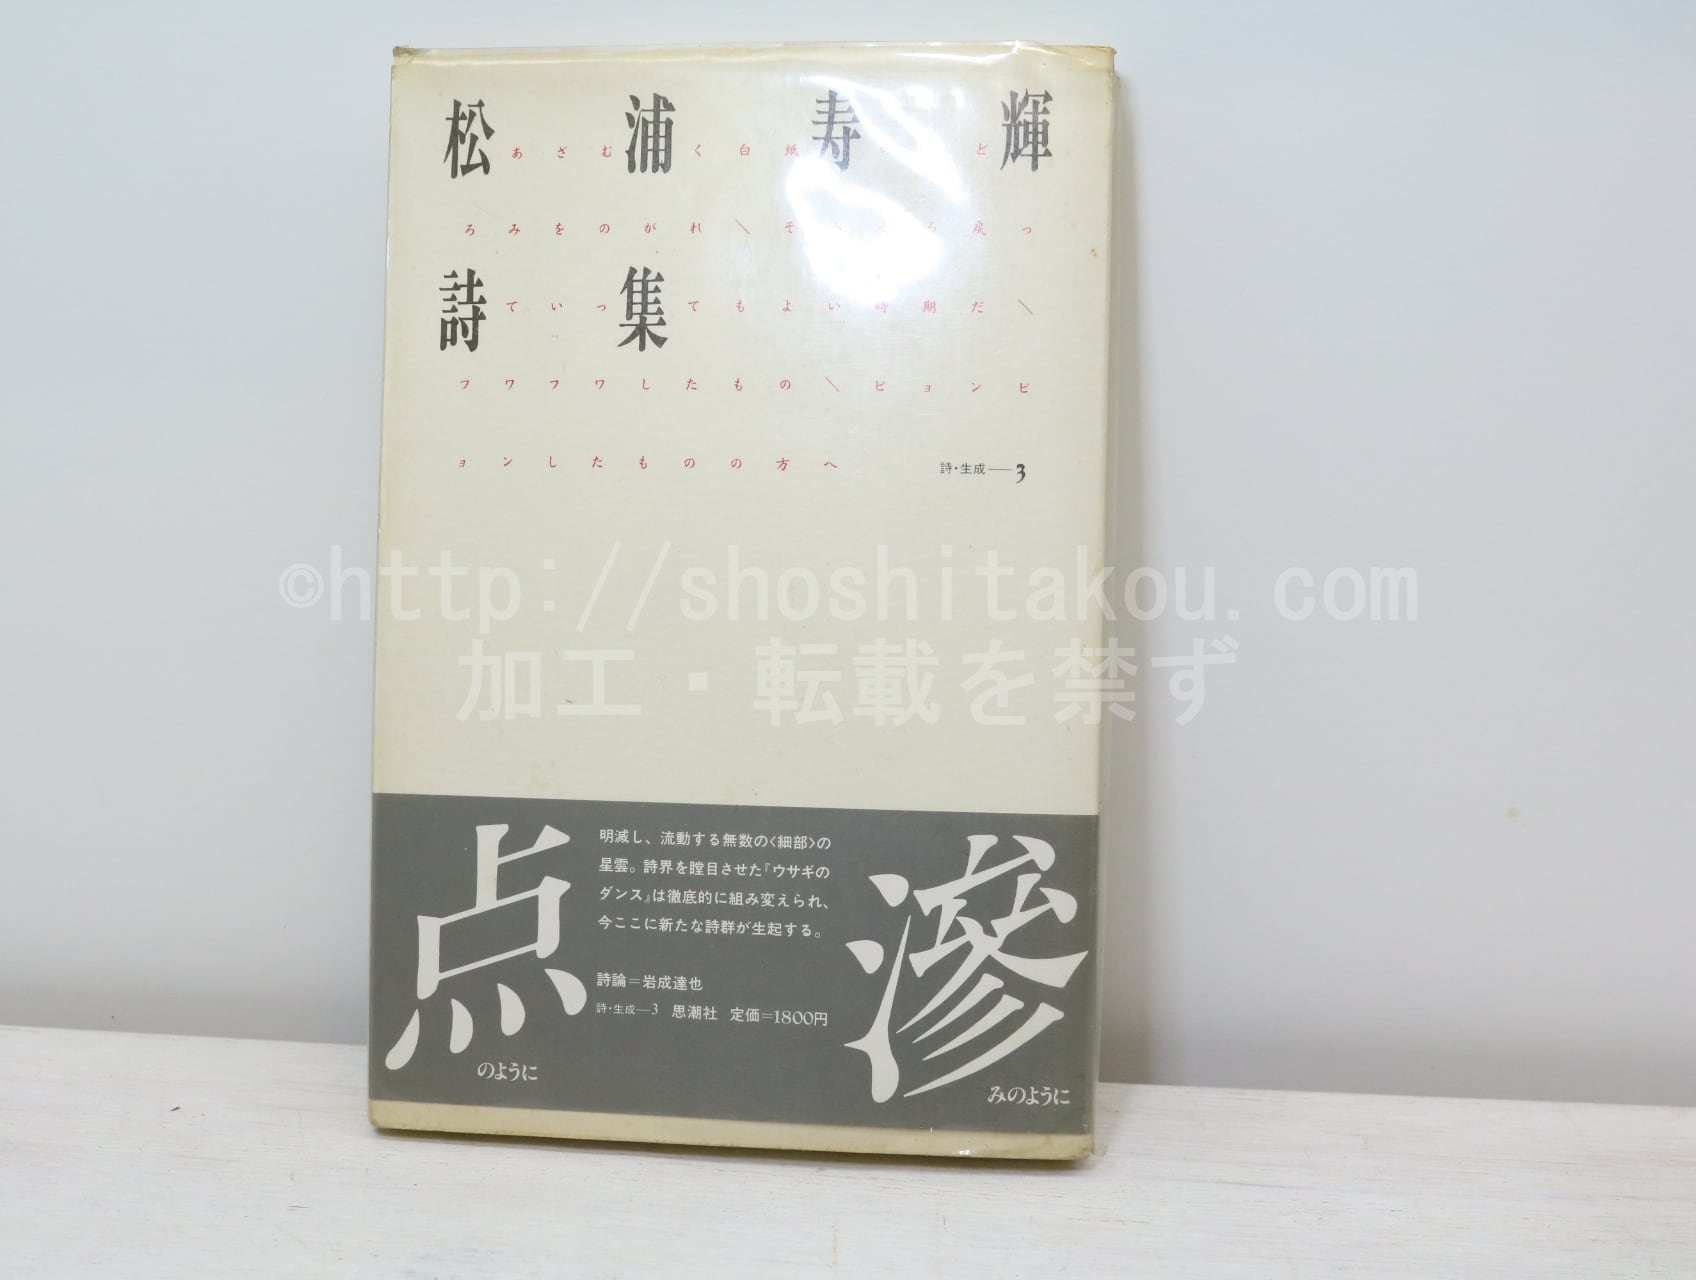 松浦寿輝
あざむく白紙 ど
ろみをのがれ＼そ る戻っ
詩集
ていってもよい時期だ＼
フワフワしたもの＼ピョンピ
ョンしたものの方へ
詩・生成―3
©http://shoshitakou.com
加工・転載を禁ず
滲
みのように
点
のように
明滅し、流動する無数の〈細部〉の
星雲。詩界を瞠目させた『ウサギの
ダンス』は徹底的に組み変えられ、
今ここに新たな詩群が生起する。
詩論＝岩成達也
詩・生成―3 思潮社 定価＝1800円